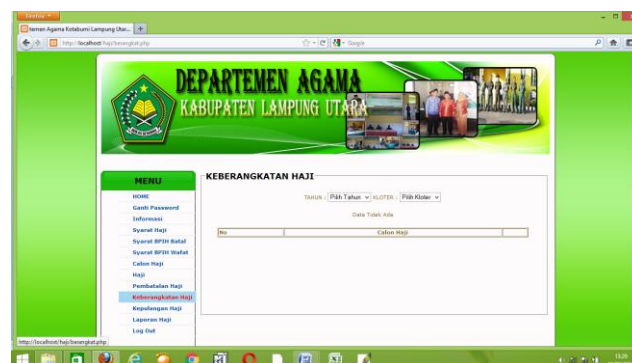 Firefox
temen Agama Kotabumi Lampung Utar...
http://localhost/haji/berangkat.php
Google
DEPARTEMEN AGAMA
KABUPATEN LAMPUNG UTARA
MENU
HOME
Ganti Password
Informasi
Syarat Haji
Syarat BPIH Batal
Syarat BPIH Wafat
Calon Haji
Haji
Pembatalan Haji
Keberangkatan Haji
Kepulangan Haji
Laporan Haji
Log Out
KEBERANGKATAN HAJI
TAHUN : Pilih Tahun KLOTER : Pilih Kloter
Data Tidak Ada
No Calon Haji
http://localhost/haji/berangkat.php